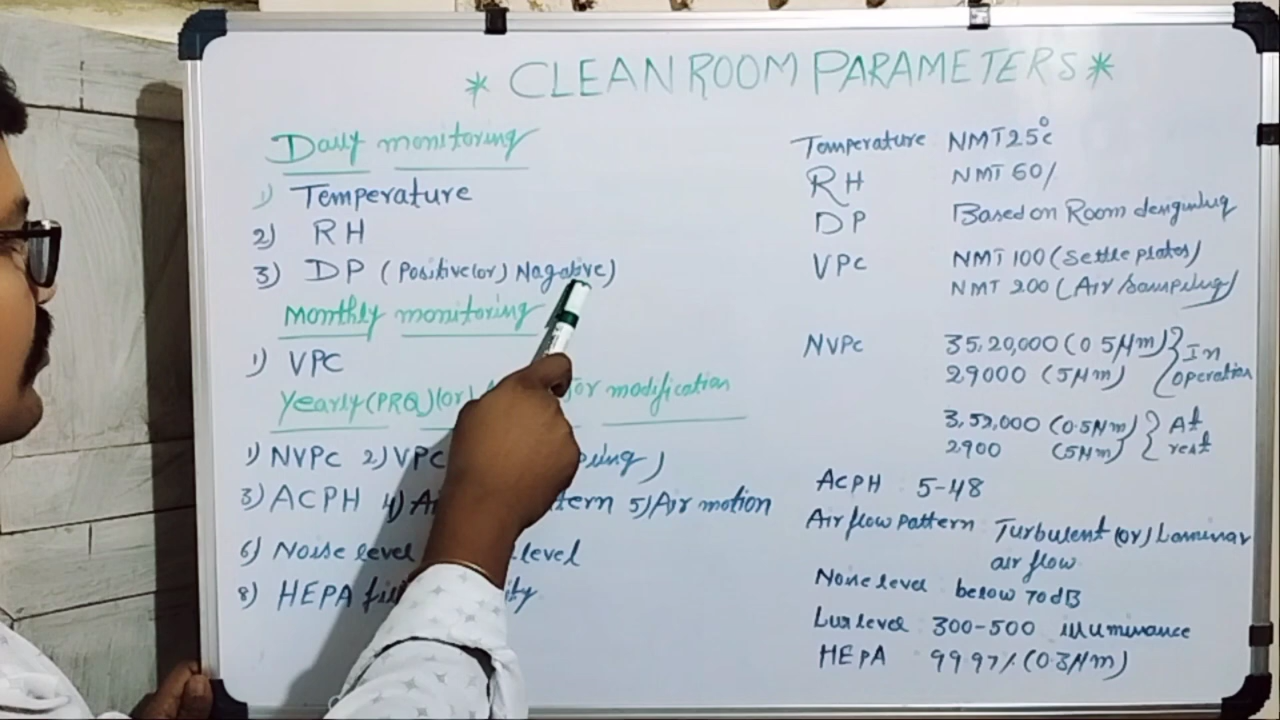 * CLEAN ROOM PARAMETERS *
Daily monitoring
1) Temperature
2) RH
3) DP (Positive (or) Nagative)
Monthly monitoring
1) VPC
Yearly (PRQ) (or) for modification
1) NVPC 2) VPC
3) ACPH 4) 5) Air motion
6) Noise level level
8) HEPA
Temperature NMT 25°c
RH NMT 60/
DP Based on Room
VPC NMT 100 (Settle plates)
NMT 200 (Air Sampling)
NVPC 35,20,000 (0 5µm) } In
29000 (5µm) operation
3,52,000 (0.5µm) } At
2900 (5µm) rest
ACPH 5-48
Air flow pattern Turbulent (or) Laminar
air flow
Noise level below 70 dB
Lux level 300-500 illuminance
HEPA 99 97% (0.3µm)